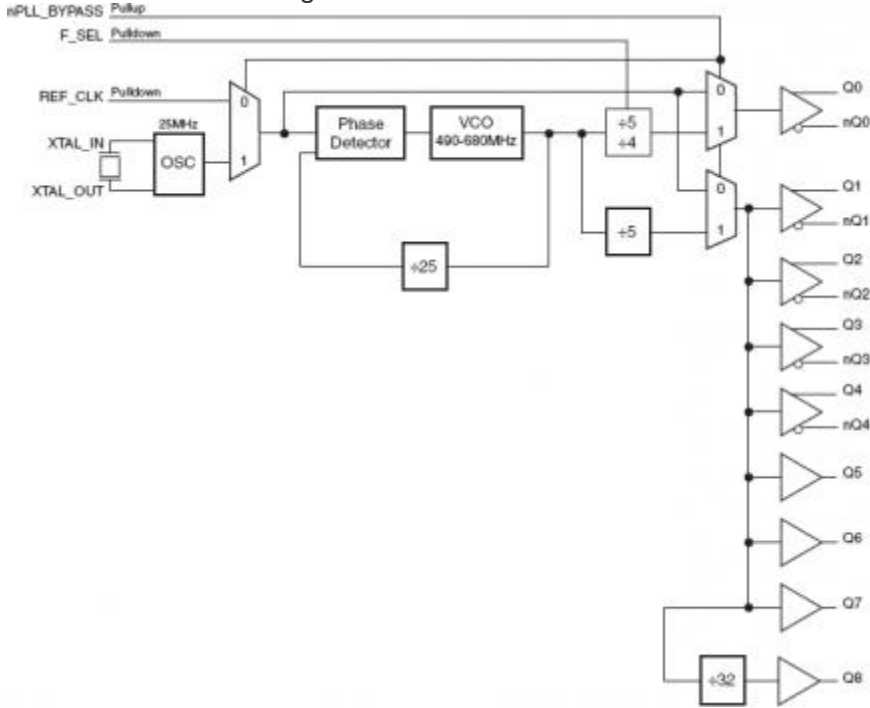 nPLL_BYPASS Pullup
F_SEL Pulldown
REF_CLK Pulldown
0
1
25MHz
XTAL_IN
OSC
XTAL_OUT
Phase
Detector
VCO
490-680MHz
÷5
÷4
0
1
÷5
0
1
÷25
Q0
nQ0
Q1
nQ1
Q2
nQ2
Q3
nQ3
Q4
nQ4
Q5
Q6
Q7
÷32
Q8